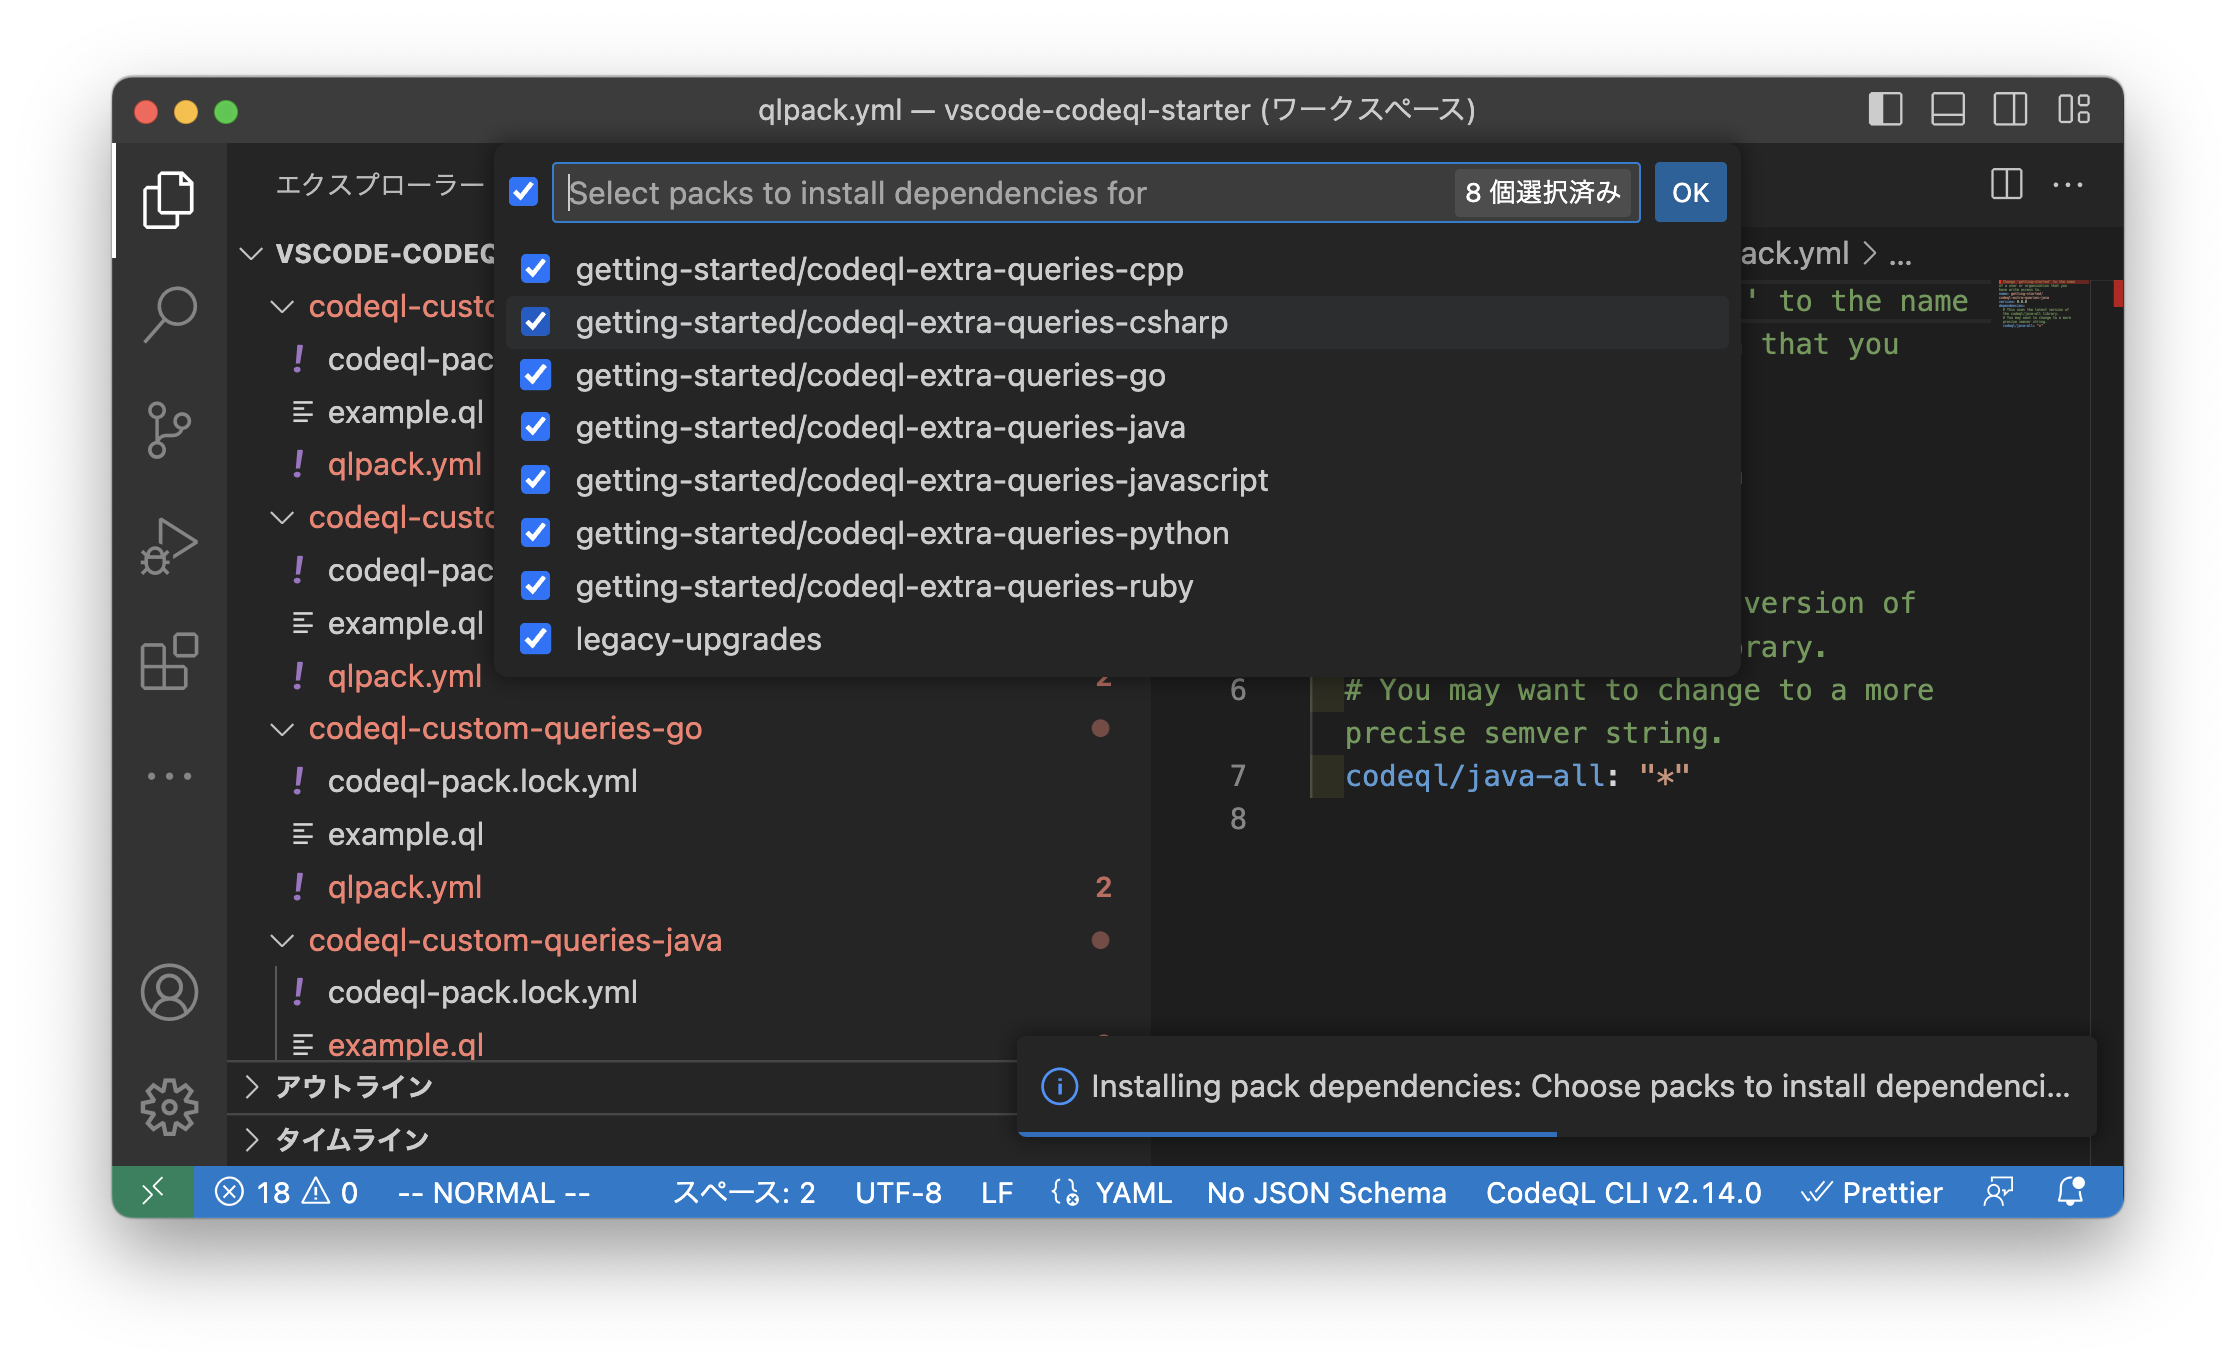 qlpack.yml — vscode-codeql-starter (ワークスペース)
エクスプローラー
Select packs to install dependencies for
8 個選択済み
OK
getting-started/codeql-extra-queries-cpp
getting-started/codeql-extra-queries-csharp
getting-started/codeql-extra-queries-go
getting-started/codeql-extra-queries-java
getting-started/codeql-extra-queries-javascript
getting-started/codeql-extra-queries-python
getting-started/codeql-extra-queries-ruby
legacy-upgrades
VSCODE-CODEQ
codeql-custo
codeql-pac
example.ql
qlpack.yml
codeql-custo
codeql-pac
example.ql
qlpack.yml
2
codeql-custom-queries-go
codeql-pack.lock.yml
example.ql
qlpack.yml
2
codeql-custom-queries-java
codeql-pack.lock.yml
example.ql
アウトライン
タイムライン
ack.yml > ...
' to the name
that you
version of
rary.
6 # You may want to change to a more
precise semver string.
7 codeql/java-all: "*"
8
Installing pack dependencies: Choose packs to install dependenci...
18 0 -- NORMAL -- スペース: 2 UTF-8 LF YAML No JSON Schema CodeQL CLI v2.14.0 Prettier